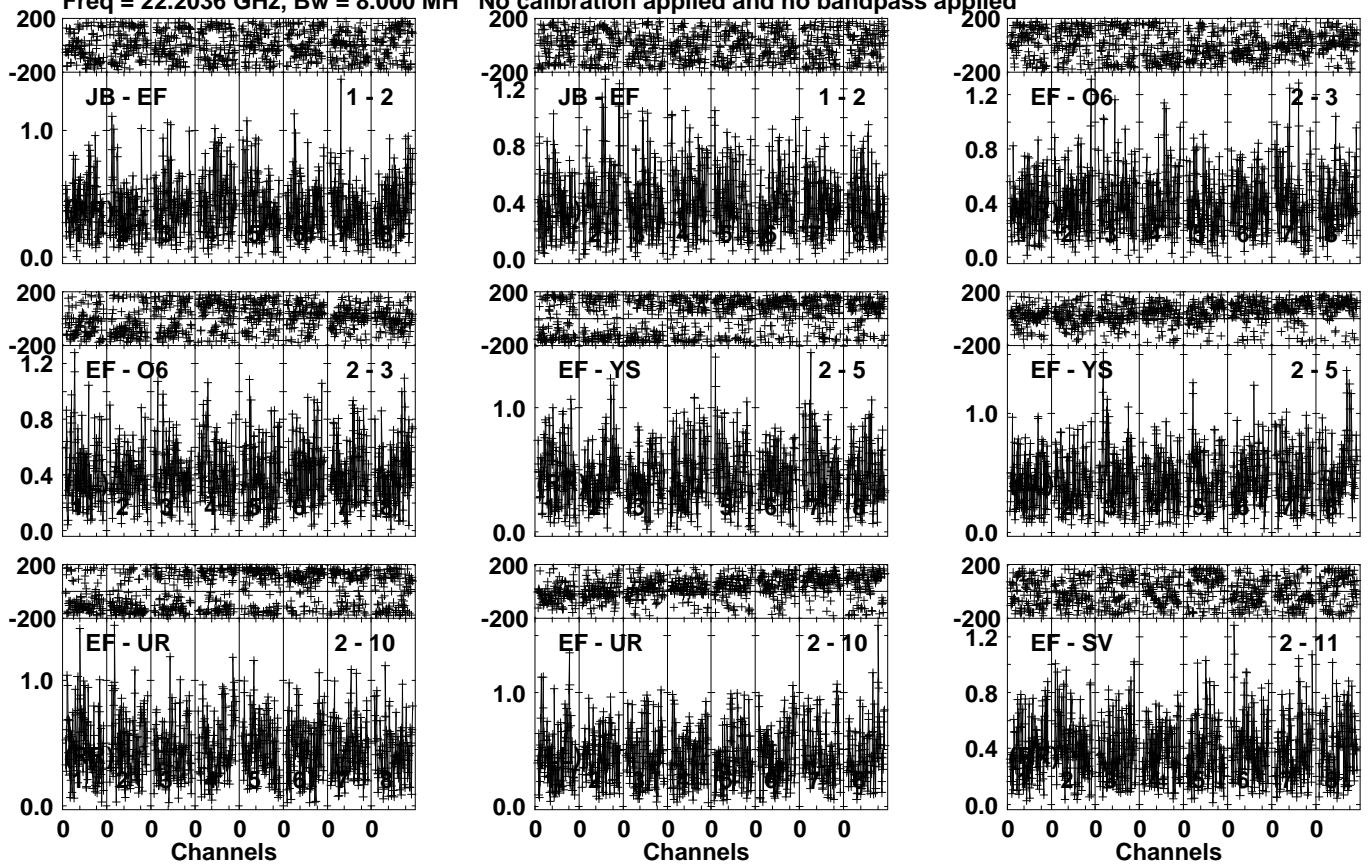 Freq = 22.2036 GHz, Bw = 8.000 MH No calibration applied and no bandpass applied
200 200 200
-200 -200 -200
JB - EF 1 - 2 JB - EF 1 - 2 EF - O6 2 - 3
1.2 1.2
1.0
0.8 0.8
0.4 0.4
0.0 0.0 0.0
200 200 200
-200 -200 -200
EF - O6 2 - 3 EF - YS 2 - 5 EF - YS 2 - 5
1.2
1.0 1.0
0.8
0.4
0.0 0.0 0.0
200 200 200
-200 -200 -200
EF - UR 2 - 10 EF - UR 2 - 10 EF - SV 2 - 11
1.2
1.0 1.0
0.8
0.4
0.0 0.0 0.0
0 0 0 0 0 0 0 0 0 0 0 0 0 0 0 0 0 0 0 0 0 0 0 0
Channels Channels Channels